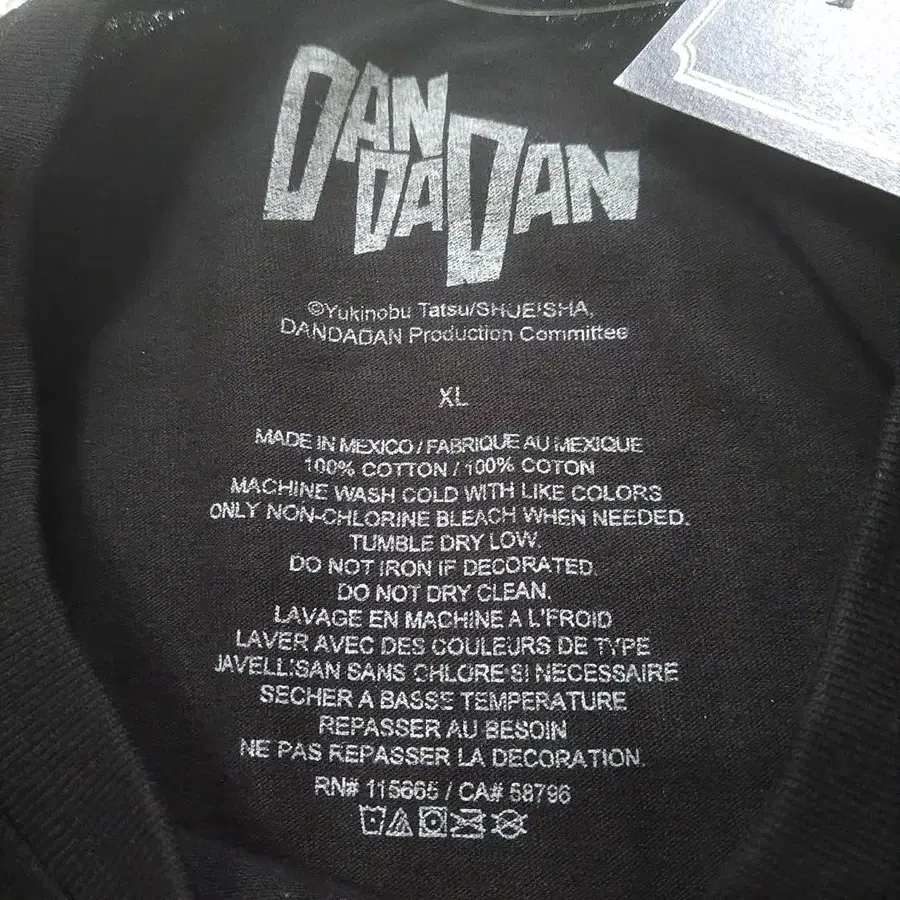 DAN
DADAN
©Yukinobu Tatsu/SHUEISHA,
DANDADAN Production Committee
XL
MADE IN MEXICO / FABRIQUE AU MEXIQUE
100% COTTON / 100% COTON
MACHINE WASH COLD WITH LIKE COLORS
ONLY NON-CHLORINE BLEACH WHEN NEEDED.
TUMBLE DRY LOW.
DO NOT IRON IF DECORATED.
DO NOT DRY CLEAN.
LAVAGE EN MACHINE A L'FROID
LAVER AVEC DES COULEURS DE TYPE
JAVELLISAN SANS CHLORE SI NECESSAIRE
SECHER A BASSE TEMPERATURE
REPASSER AU BESOIN
NE PAS REPASSER LA DECORATION.
RN# 115665 / CA# 58796